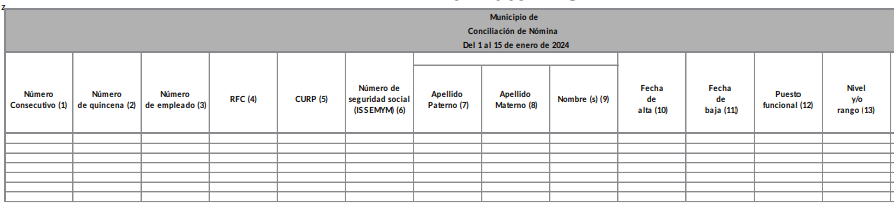 z
Municipio de
Conciliación de Nómina
Del 1 al 15 de enero de 2024
Número
Consecutivo (1)
Número
de quincena (2)
Número
de empleado (3)
RFC (4)
CURP (5)
Número de
seguridad social
(ISSEMYM) (6)
Apellido
Paterno (7)
Apellido
Materno (8)
Nombre (s) (9)
Fecha
de
alta (10)
Fecha
de
baja (11)
Puesto
funcional (12)
Nivel
y/o
rango (13)